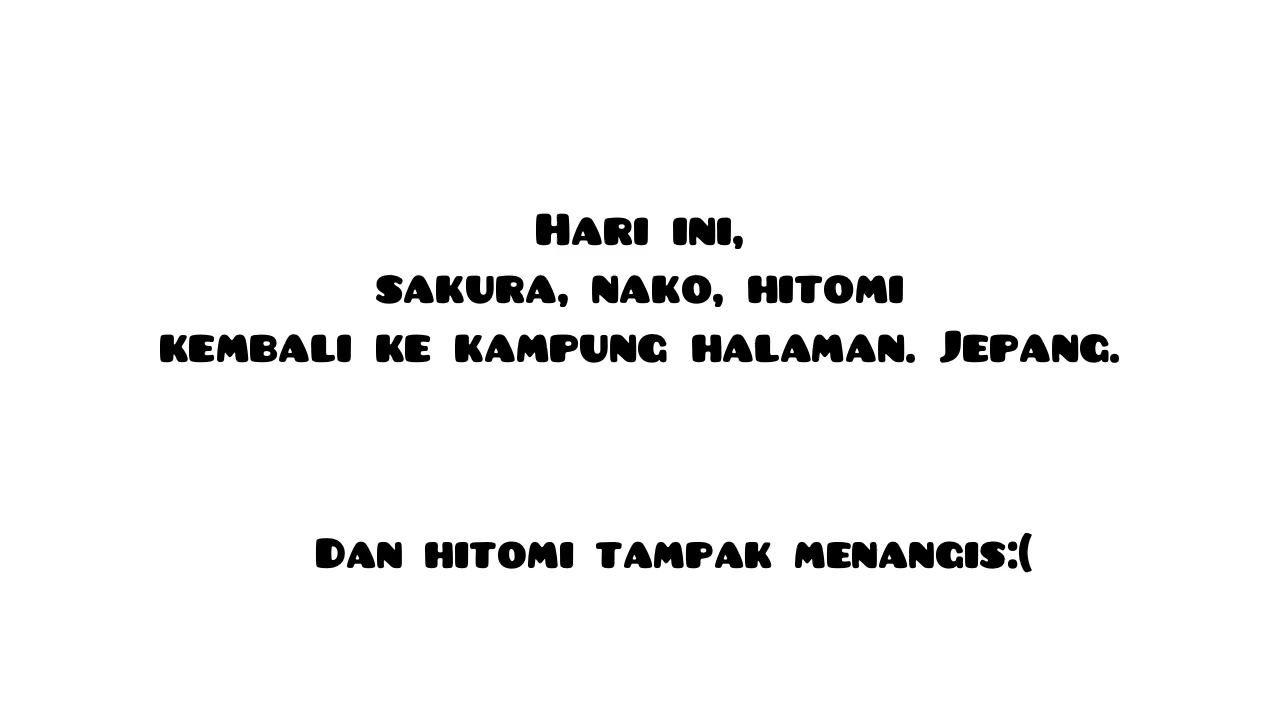 Hari ini,
sakura, nako, hitomi
kembali ke kampung halaman. Jepang.
Dan hitomi tampak menangis:(